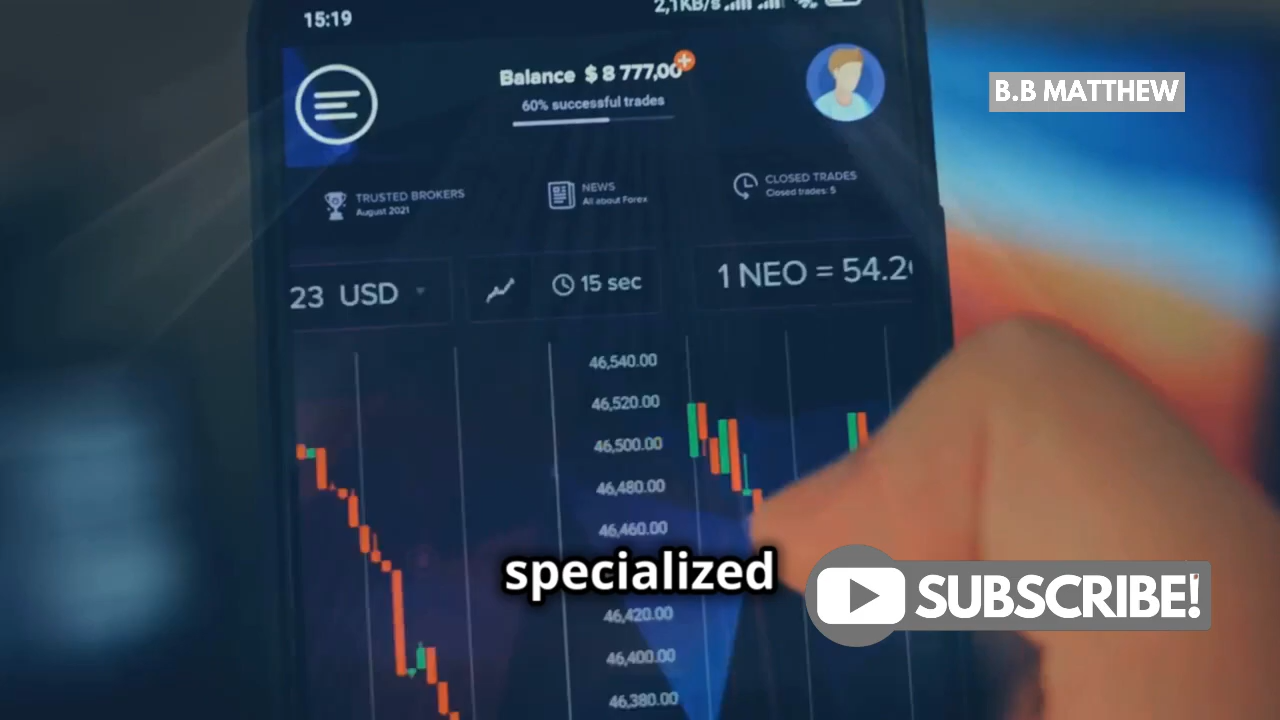 15:19
2,1KB/s
Balance $ 8 777,00
60% successful trades
B.B MATTHEW
TRUSTED BROKERS
August 2021
NEWS
All about Forex
CLOSED TRADES
Closed trades: 5
23 USD
15 sec
1 NEO = 54.2
46,540.00
46,520.00
46,500.00
46,480.00
46,460.00
specialized
SUBSCRIBE!
46,420.00
46,400.00
46,380.00